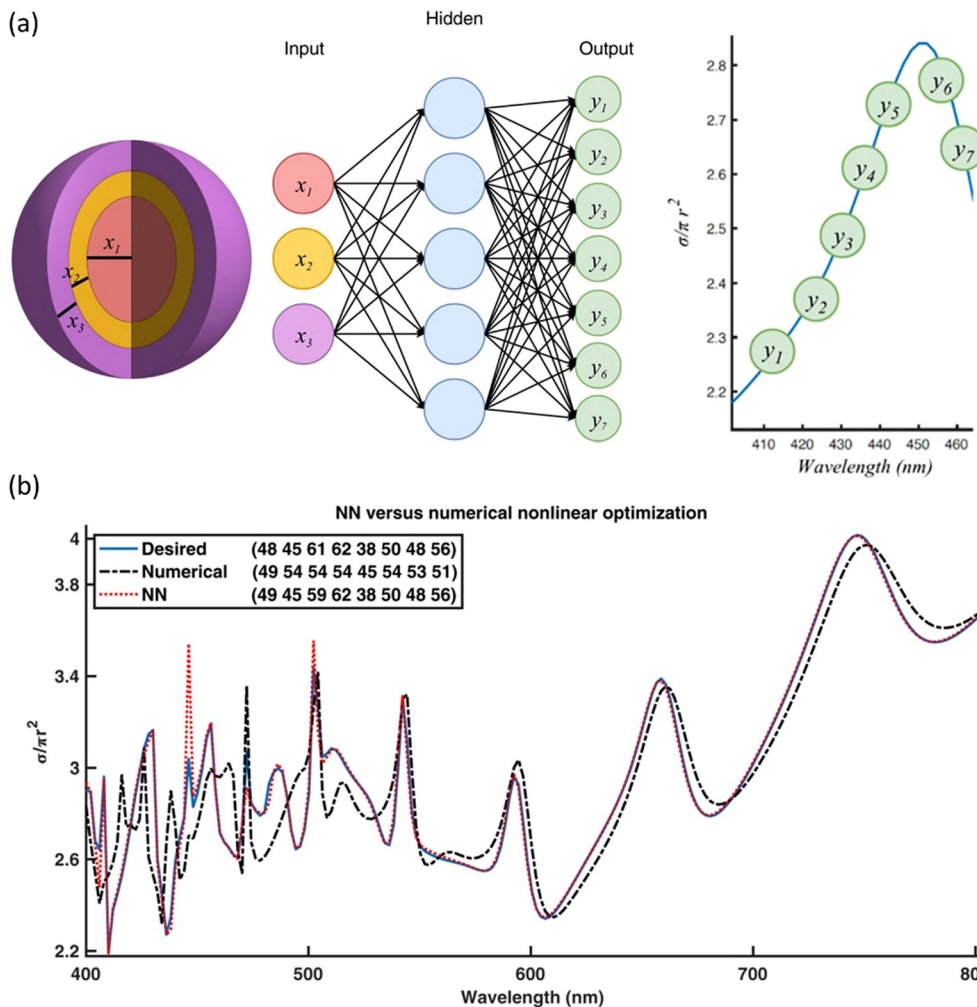 (a)
Input
Hidden
Output
x1
x2
x3
x1
x2
x3
y1
y2
y3
y4
y5
y6
y7
σ/πr²
2.8
2.7
2.6
2.5
2.4
2.3
2.2
y1
y2
y3
y4
y5
y6
y7
410 420 430 440 450 460
Wavelength (nm)
(b)
NN versus numerical nonlinear optimization
Desired (48 45 61 62 38 50 48 56)
Numerical (49 54 54 54 45 54 53 51)
NN (49 45 59 62 38 50 48 56)
σ/πr²
4
3.8
3.4
3
2.6
2.2
400 500 600 700 80
Wavelength (nm)